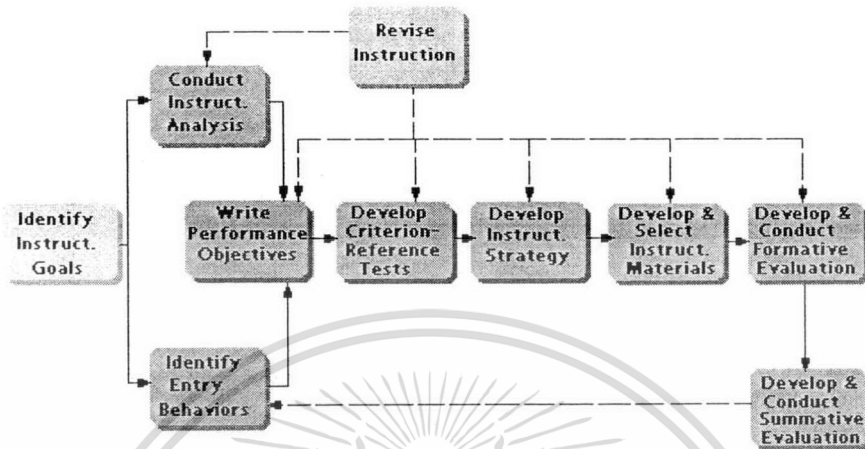 Revise
Instruction
Conduct
Instruct.
Analysis
Identify
Instruct.
Goals
Write
Performance
Objectives
Develop
Criterion-
Reference
Tests
Develop
Instruct.
Strategy
Develop &
Select
Instruct.
Materials
Develop &
Conduct
Formative
Evaluation
Identify
Entry
Behaviors
Develop &
Conduct
Summative
Evaluation